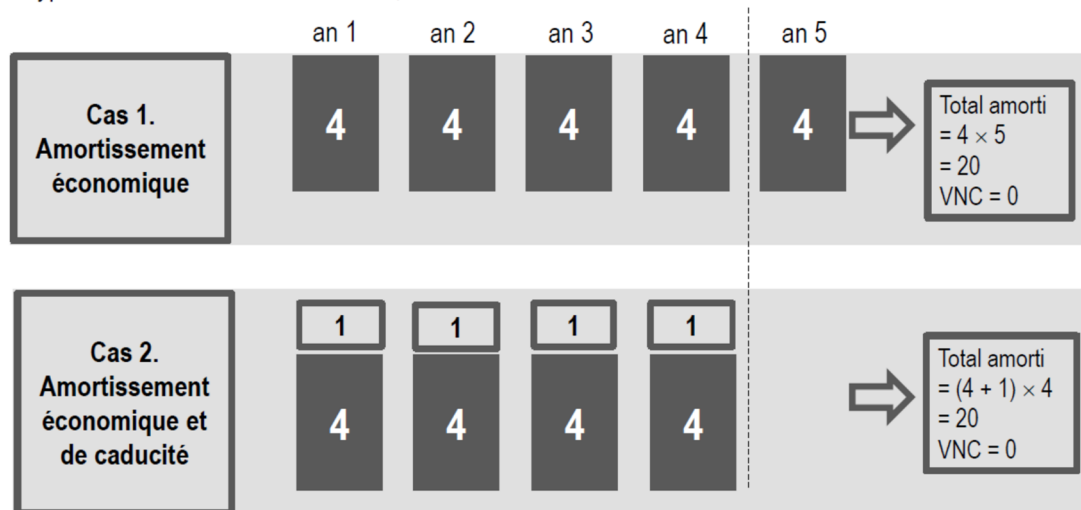 an 1 an 2 an 3 an 4 an 5
Cas 1.
Amortissement
économique
4 4 4 4 4
Total amorti
= 4 × 5
= 20
VNC = 0
Cas 2.
Amortissement
économique et
de caducité
1 1 1 1
4 4 4 4
Total amorti
= (4 + 1) × 4
= 20
VNC = 0